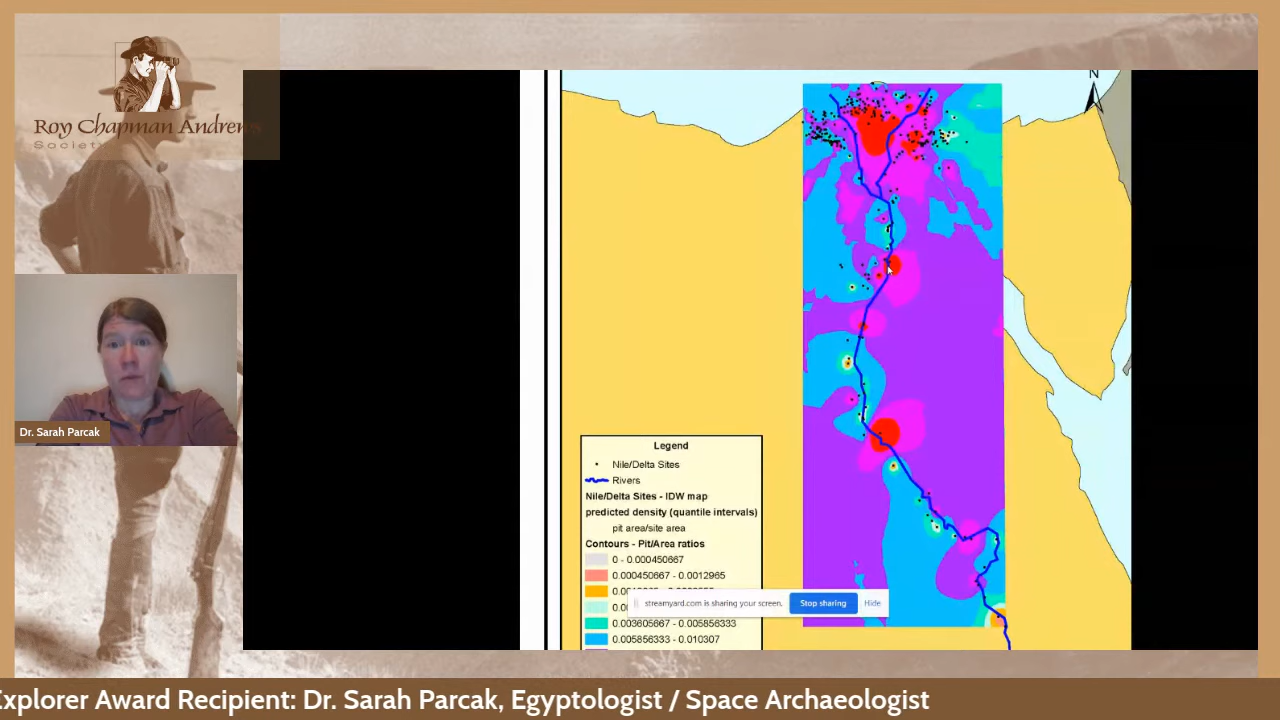 Roy Chapman Andrews
Society
Dr. Sarah Parcak
N
Legend
Nile/Delta Sites
Rivers
Nile/Delta Sites - IDW map
predicted density (quantile intervals)
pit area/site area
Contours - Pit/Area ratios
0 - 0.000450667
0.000450667 - 0.0012965
streamyard.com is sharing your screen.
Stop sharing
Hide
0.003605667 - 0.005856333
0.005856333 - 0.010307
Explorer Award Recipient: Dr. Sarah Parcak, Egyptologist / Space Archaeologist